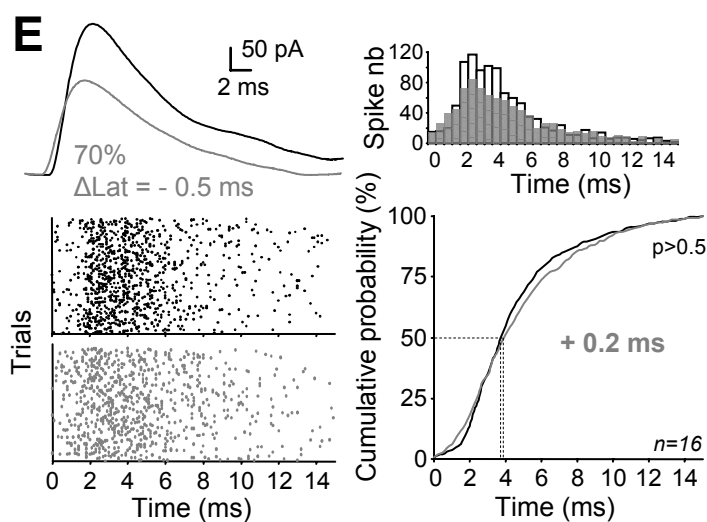 E
50 pA
2 ms
70%
ΔLat = - 0.5 ms
Spike nb
120
80
40
0
0 2 4 6 8 10 12 14
Time (ms)
Trials
0 2 4 6 8 10 12 14
Time (ms)
Cumulative probability (%)
100
75
50
25
0
p>0.5
+ 0.2 ms
n=16
0 2 4 6 8 10 12 14
Time (ms)